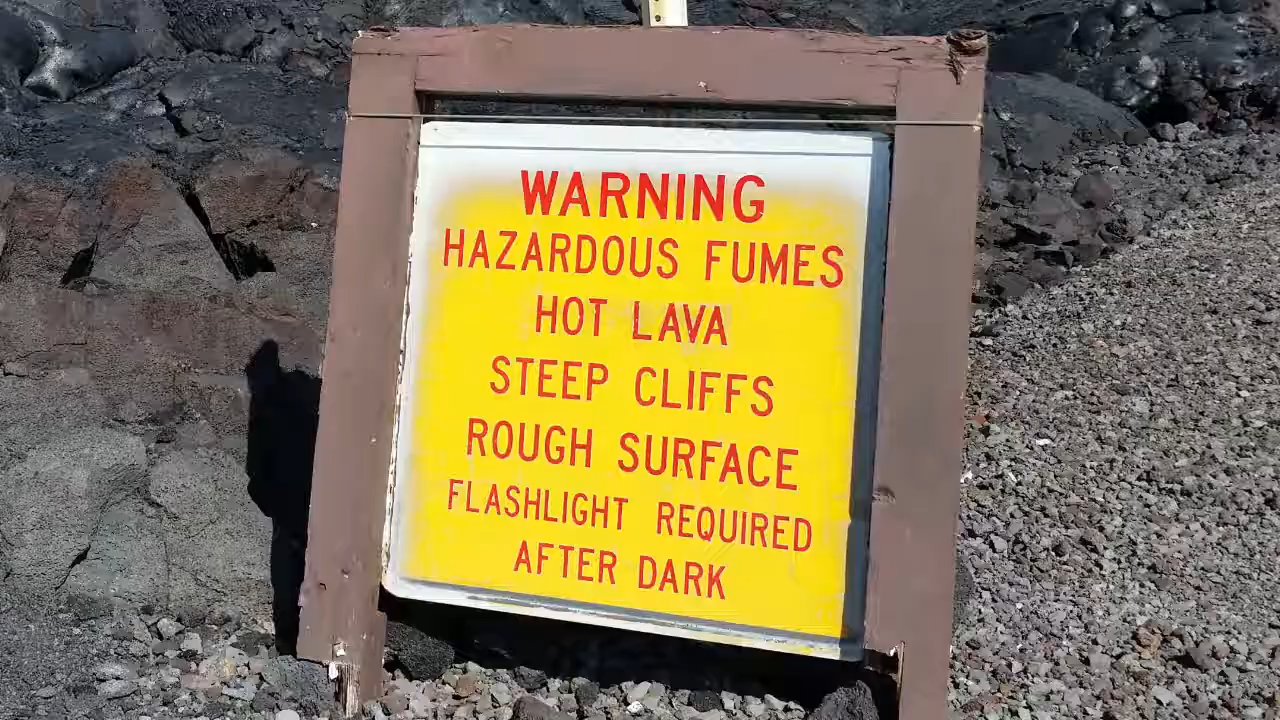 WARNING
HAZARDOUS FUMES
HOT LAVA
STEEP CLIFFS
ROUGH SURFACE
FLASHLIGHT REQUIRED
AFTER DARK